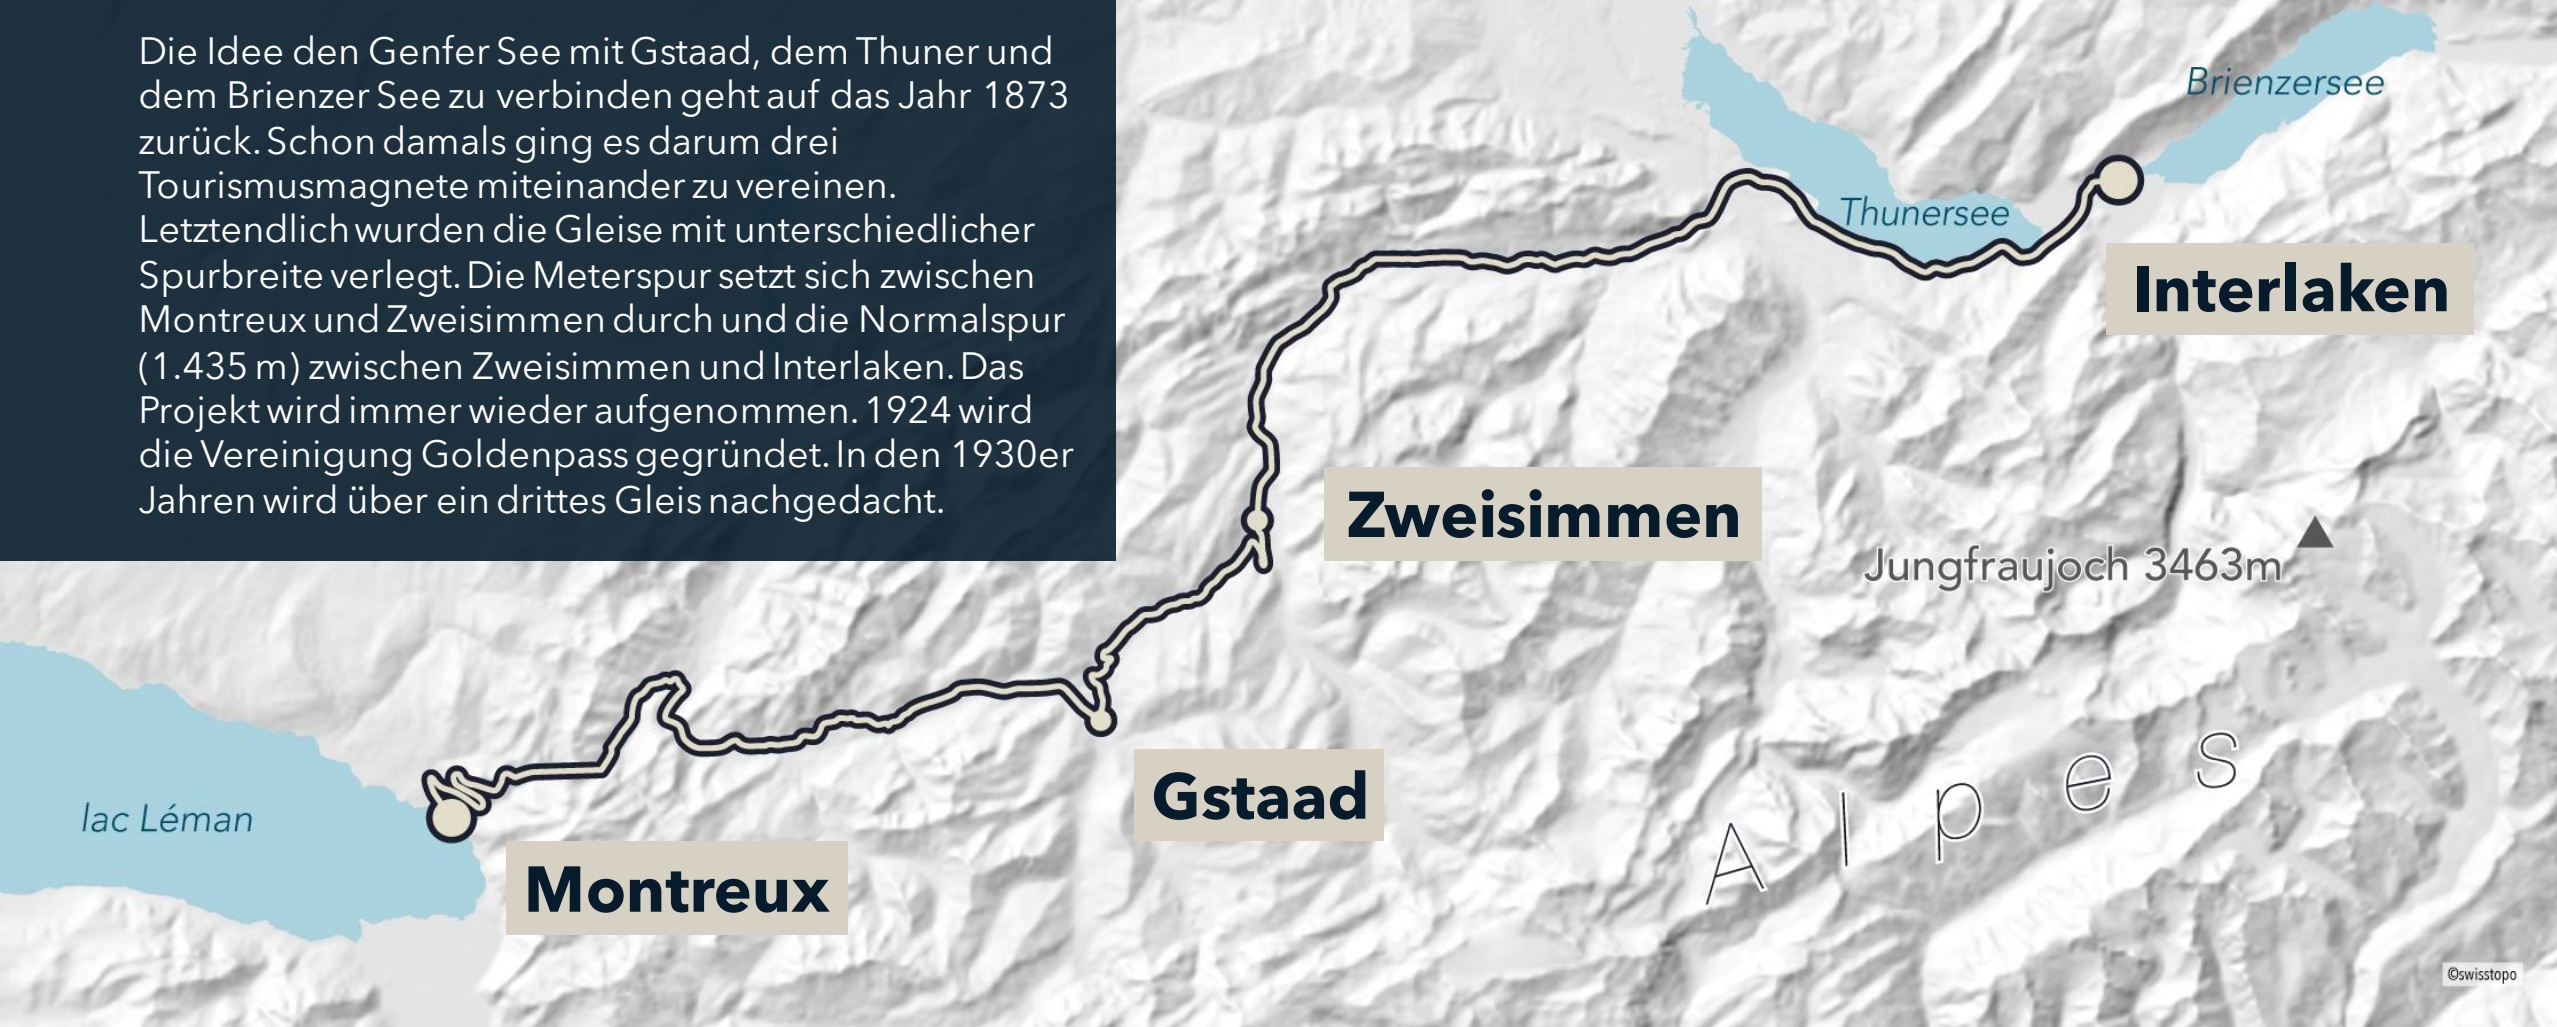 Die Idee den Genfer See mit Gstaad, dem Thuner und
dem Brienzer See zu verbinden geht auf das Jahr 1873
zurück. Schon damals ging es darum drei
Tourismusmagnete miteinander zu vereinen.
Letztendlich wurden die Gleise mit unterschiedlicher
Spurbreite verlegt. Die Meterspur setzt sich zwischen
Montreux und Zweisimmen durch und die Normalspur
(1.435 m) zwischen Zweisimmen und Interlaken. Das
Projekt wird immer wieder aufgenommen. 1924 wird
die Vereinigung Goldenpass gegründet. In den 1930er
Jahren wird über ein drittes Gleis nachgedacht.
Brienzersee
Thunersee
Interlaken
Zweisimmen
Jungfraujoch 3463m
Gstaad
Alpes
lac Léman
Montreux
©swisstopo